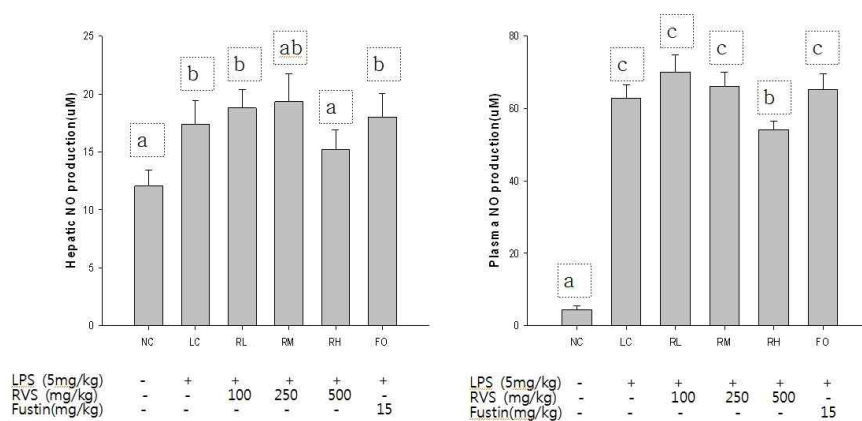 Hepatic NO production(uM)
25
20
15
10
5
0
a
b
b
ab
a
b
NC LC RL RM RH FO
LPS (5mg/kg) - + + + + +
RVS (mg/kg) - - 100 250 500 -
Fustin(mg/kg) - - - - - 15
Plasma NO production(uM)
80
60
40
20
0
a
c
c
c
b
c
NC LC RL RM RH FO
LPS (5mg/kg) - + + + + +
RVS (mg/kg) - - 100 250 500 -
Fustin(mg/kg) - - - - - 15